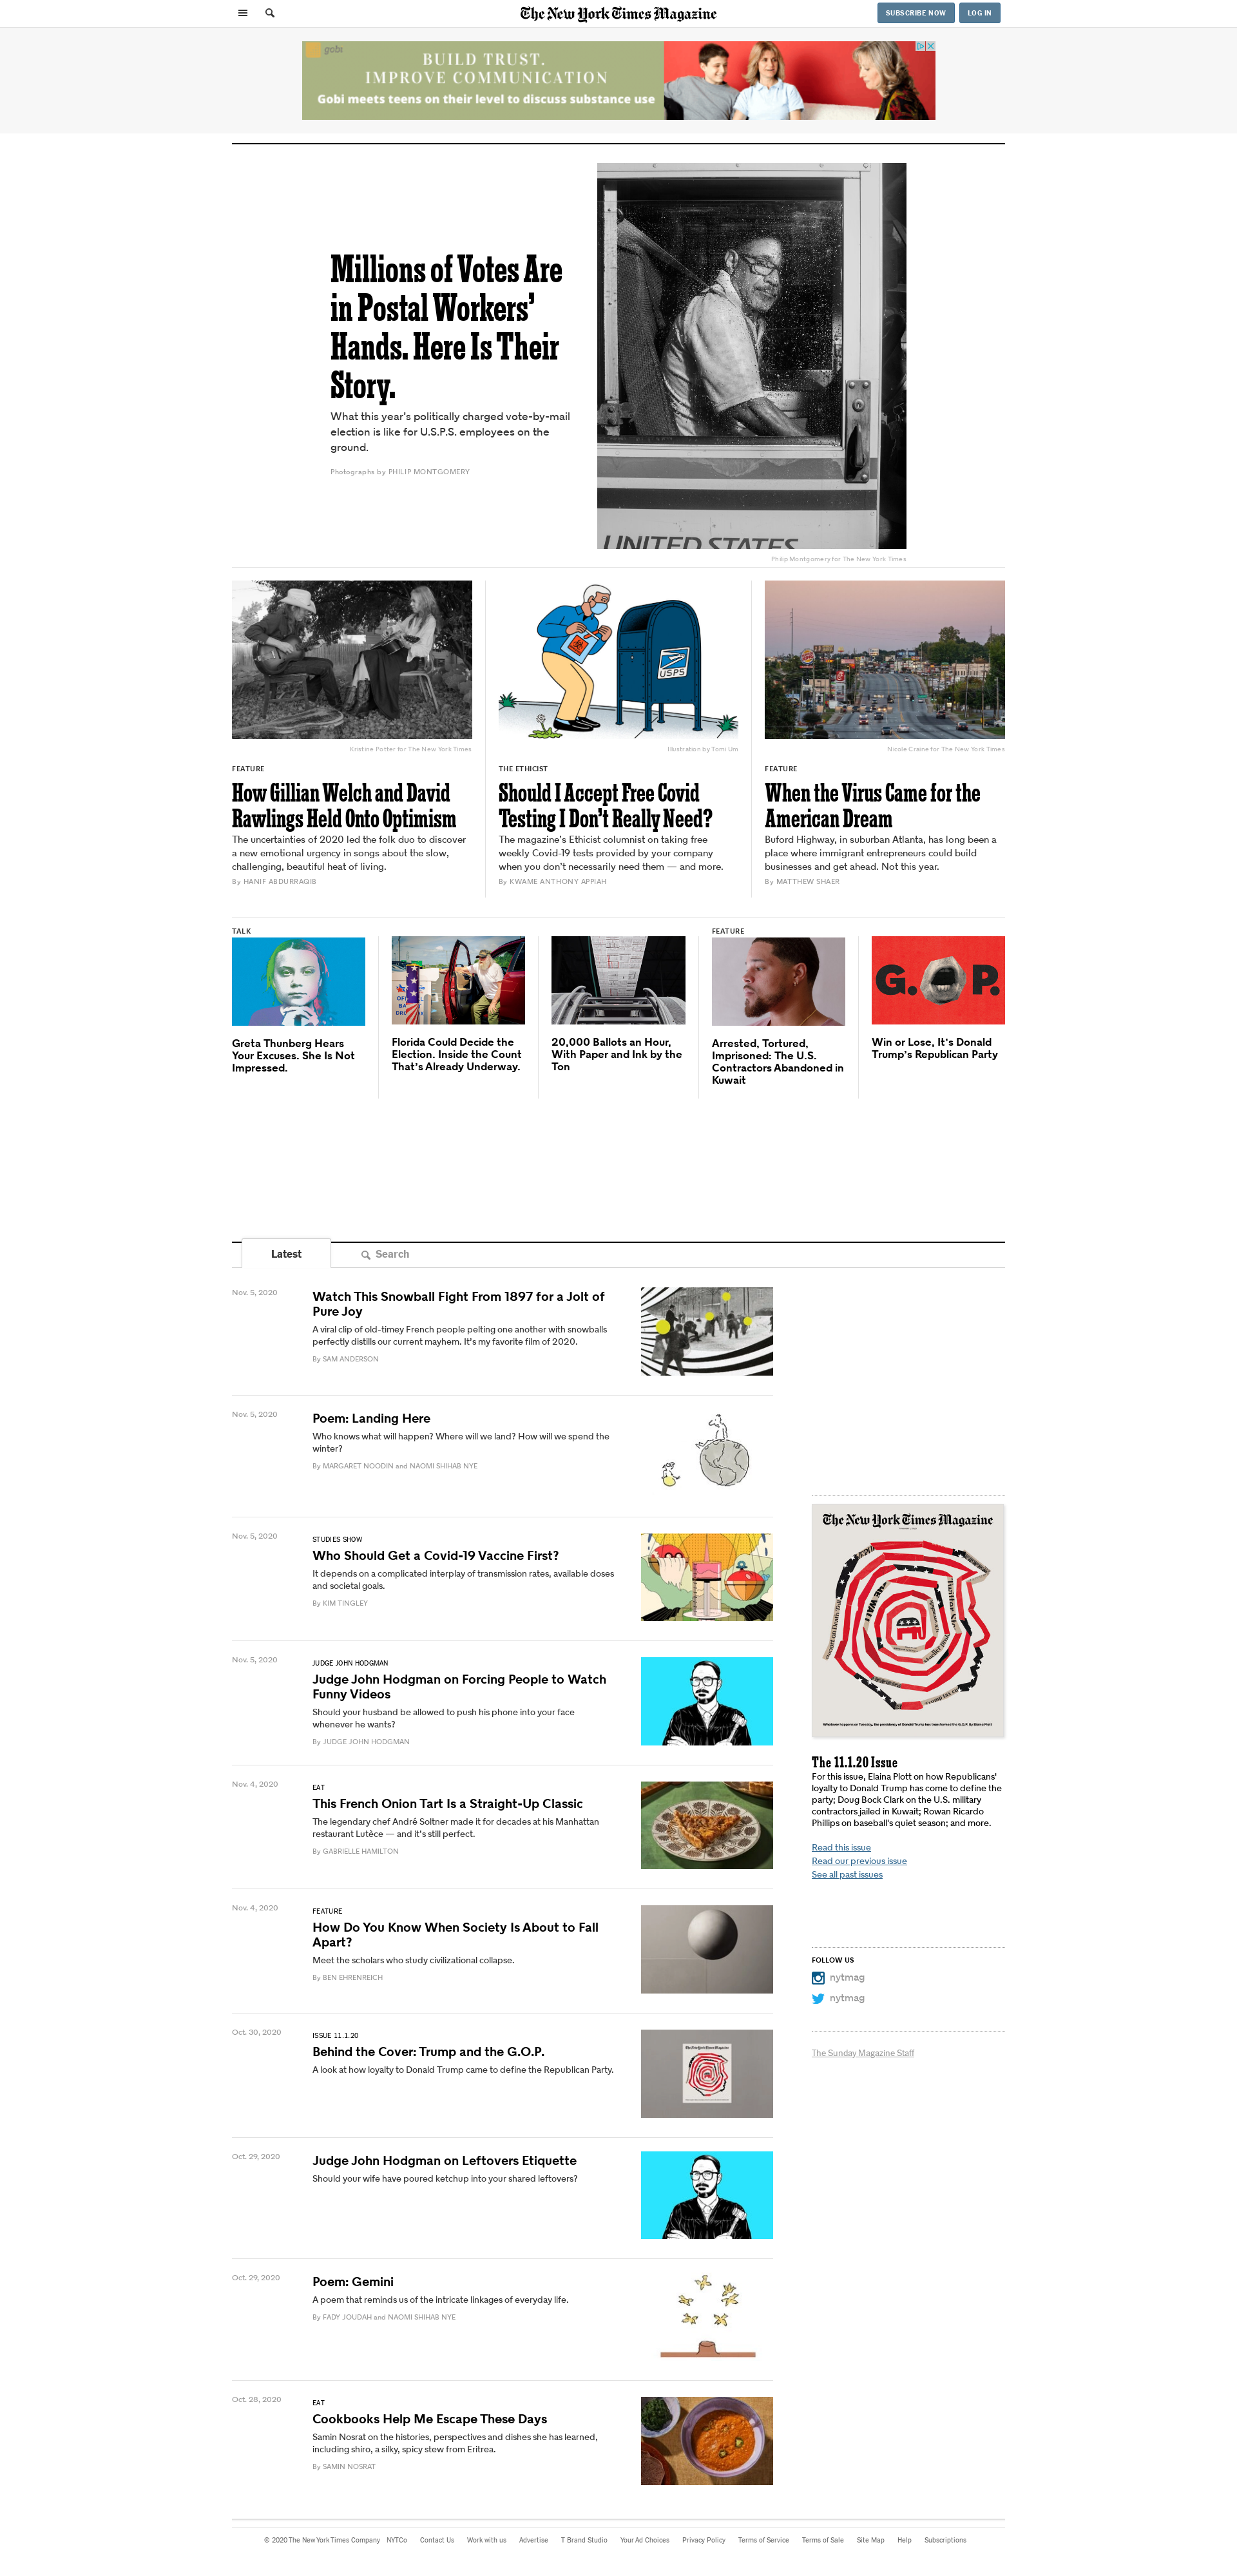 The New York Times Magazine
SUBSCRIBE NOW
LOG IN
gobi
BUILD TRUST.
IMPROVE COMMUNICATION
Gobi meets teens on their level to discuss substance use
Millions of Votes Are
in Postal Workers’
Hands. Here Is Their
Story.
What this year’s politically charged vote-by-mail
election is like for U.S.P.S. employees on the
ground.
Photographs by PHILIP MONTGOMERY
UNITED STATES
Philip Montgomery for The New York Times
Kristine Potter for The New York Times
FEATURE
How Gillian Welch and David
Rawlings Held Onto Optimism
The uncertainties of 2020 led the folk duo to discover
a new emotional urgency in songs about the slow,
challenging, beautiful heat of living.
By HANIF ABDURRAQIB
USPS
Illustration by Tomi Um
THE ETHICIST
Should I Accept Free Covid
Testing I Don’t Really Need?
The magazine’s Ethicist columnist on taking free
weekly Covid-19 tests provided by your company
when you don’t necessarily need them — and more.
By KWAME ANTHONY APPIAH
Nicole Craine for The New York Times
FEATURE
When the Virus Came for the
American Dream
Buford Highway, in suburban Atlanta, has long been a
place where immigrant entrepreneurs could build
businesses and get ahead. Not this year.
By MATTHEW SHAER
TALK
Greta Thunberg Hears
Your Excuses. She Is Not
Impressed.
Florida Could Decide the
Election. Inside the Count
That’s Already Underway.
20,000 Ballots an Hour,
With Paper and Ink by the
Ton
FEATURE
Arrested, Tortured,
Imprisoned: The U.S.
Contractors Abandoned in
Kuwait
G.O.P.
Win or Lose, It’s Donald
Trump’s Republican Party
Latest
Search
Nov. 5, 2020
Watch This Snowball Fight From 1897 for a Jolt of
Pure Joy
A viral clip of old-timey French people pelting one another with snowballs
perfectly distills our current mayhem. It’s my favorite film of 2020.
By SAM ANDERSON
Nov. 5, 2020
Poem: Landing Here
Who knows what will happen? Where will we land? How will we spend the
winter?
By MARGARET NOODIN and NAOMI SHIHAB NYE
Nov. 5, 2020
STUDIES SHOW
Who Should Get a Covid-19 Vaccine First?
It depends on a complicated interplay of transmission rates, available doses
and societal goals.
By KIM TINGLEY
Nov. 5, 2020
JUDGE JOHN HODGMAN
Judge John Hodgman on Forcing People to Watch
Funny Videos
Should your husband be allowed to push his phone into your face
whenever he wants?
By JUDGE JOHN HODGMAN
Nov. 4, 2020
EAT
This French Onion Tart Is a Straight-Up Classic
The legendary chef André Soltner made it for decades at his Manhattan
restaurant Lutèce — and it’s still perfect.
By GABRIELLE HAMILTON
Nov. 4, 2020
FEATURE
How Do You Know When Society Is About to Fall
Apart?
Meet the scholars who study civilizational collapse.
By BEN EHRENREICH
Oct. 30, 2020
ISSUE 11.1.20
Behind the Cover: Trump and the G.O.P.
A look at how loyalty to Donald Trump came to define the Republican Party.
Oct. 29, 2020
Judge John Hodgman on Leftovers Etiquette
Should your wife have poured ketchup into your shared leftovers?
Oct. 29, 2020
Poem: Gemini
A poem that reminds us of the intricate linkages of everyday life.
By FADY JOUDAH and NAOMI SHIHAB NYE
Oct. 28, 2020
EAT
Cookbooks Help Me Escape These Days
Samin Nosrat on the histories, perspectives and dishes she has learned,
including shiro, a silky, spicy stew from Eritrea.
By SAMIN NOSRAT
The New York Times Magazine
Whatever happens on Tuesday, the presidency of Donald Trump has transformed the G.O.P. By Elaina Plott
The 11.1.20 Issue
For this issue, Elaina Plott on how Republicans’
loyalty to Donald Trump has come to define the
party; Doug Bock Clark on the U.S. military
contractors jailed in Kuwait; Rowan Ricardo
Phillips on baseball's quiet season; and more.
Read this issue
Read our previous issue
See all past issues
FOLLOW US
nytmag
nytmag
The Sunday Magazine Staff
© 2020 The New York Times Company NYTCo Contact Us Work with us Advertise T Brand Studio Your Ad Choices Privacy Policy Terms of Service Terms of Sale Site Map Help Subscriptions